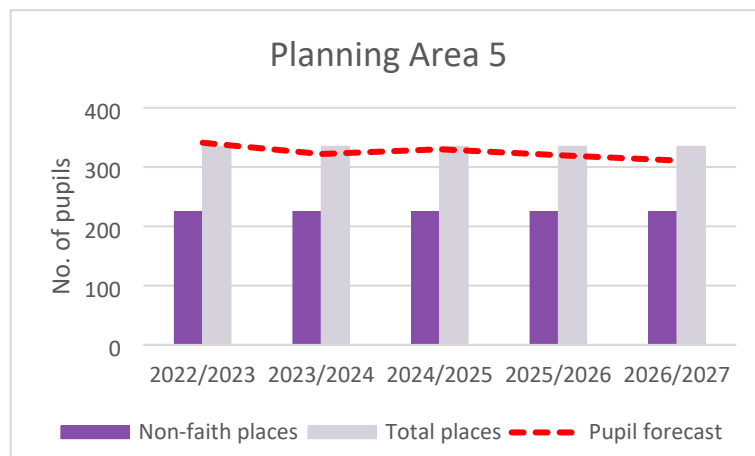 Planning Area 5
No. of pupils
400
300
200
100
0
2022/2023 2023/2024 2024/2025 2025/2026 2026/2027
Non-faith places Total places Pupil forecast